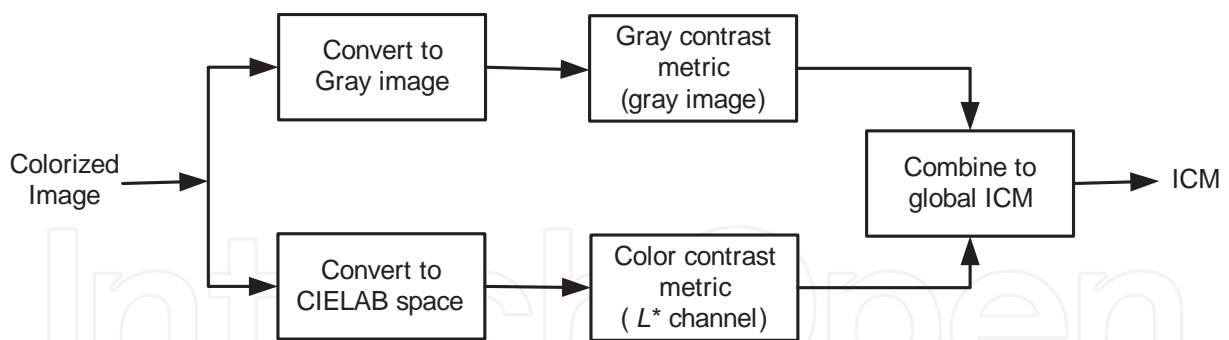 Convert to
Gray image
Gray contrast
metric
(gray image)
Colorized
Image
Combine to
global ICM
ICM
Convert to
CIELAB space
Color contrast
metric
( L* channel)
IntechOpen